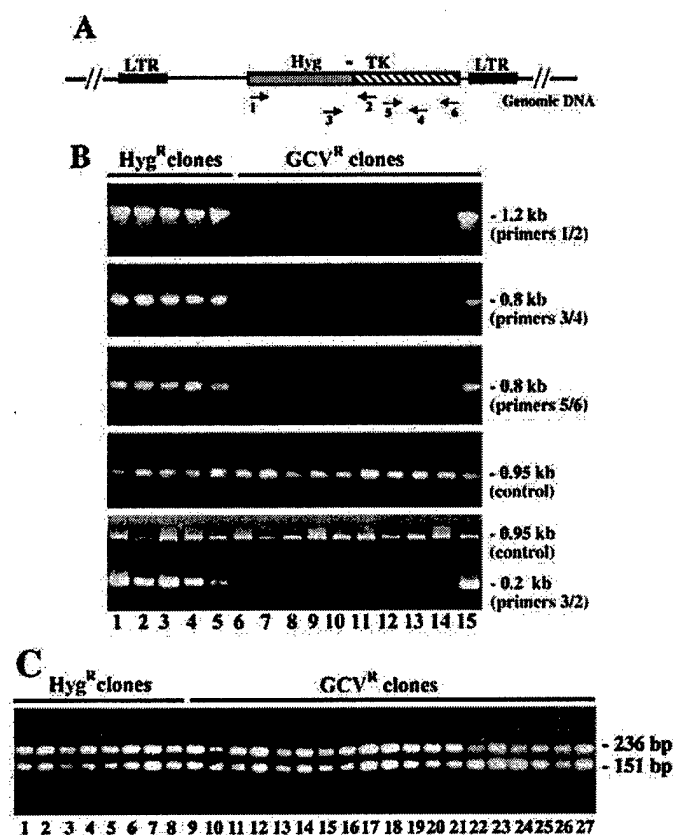 A
LTR Hyg - TK LTR
1 3 2 5 4 6 Genomic DNA
B
Hyg^R clones GCV^R clones
- 1.2 kb
(primers 1/2)
- 0.8 kb
(primers 3/4)
- 0.8 kb
(primers 5/6)
- 0.95 kb
(control)
- 0.95 kb
(control)
- 0.2 kb
(primers 3/2)
1 2 3 4 5 6 7 8 9 10 11 12 13 14 15
C
Hyg^R clones GCV^R clones
- 236 bp
- 151 bp
1 2 3 4 5 6 7 8 9 10 11 12 13 14 15 16 17 18 19 20 21 22 23 24 25 26 27